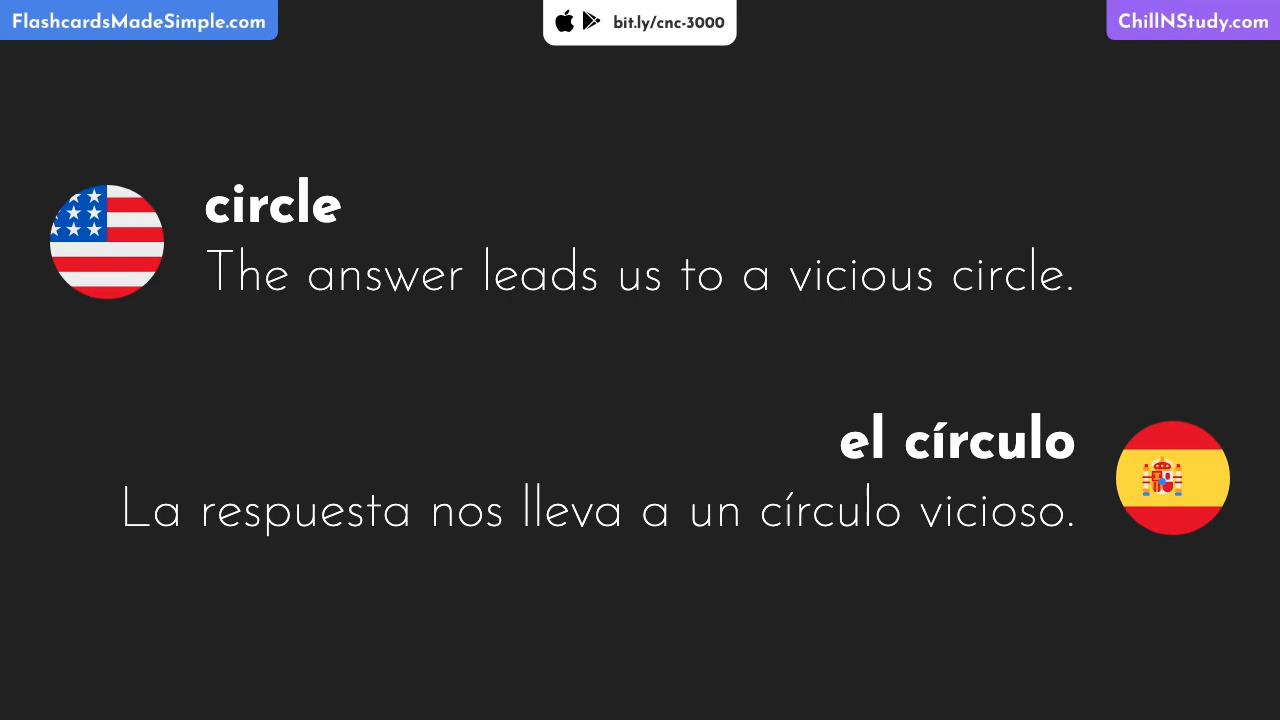 FlashcardsMadeSimple.com
bit.ly/cnc-3000
ChillNStudy.com
circle
The answer leads us to a vicious circle.
el círculo
La respuesta nos lleva a un círculo vicioso.